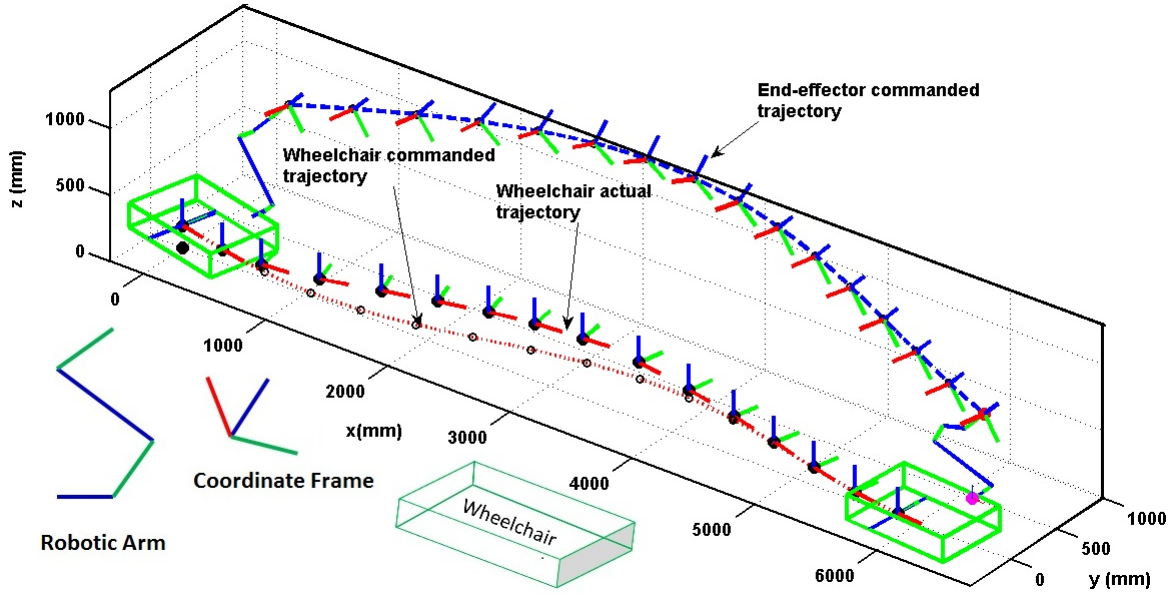 z (mm)
1000
500
0
End-effector commanded
trajectory
Wheelchair commanded
trajectory
Wheelchair actual
trajectory
0
1000
2000
3000
4000
5000
6000
x(mm)
0
500
1000
y (mm)
Coordinate Frame
Robotic Arm
Wheelchair